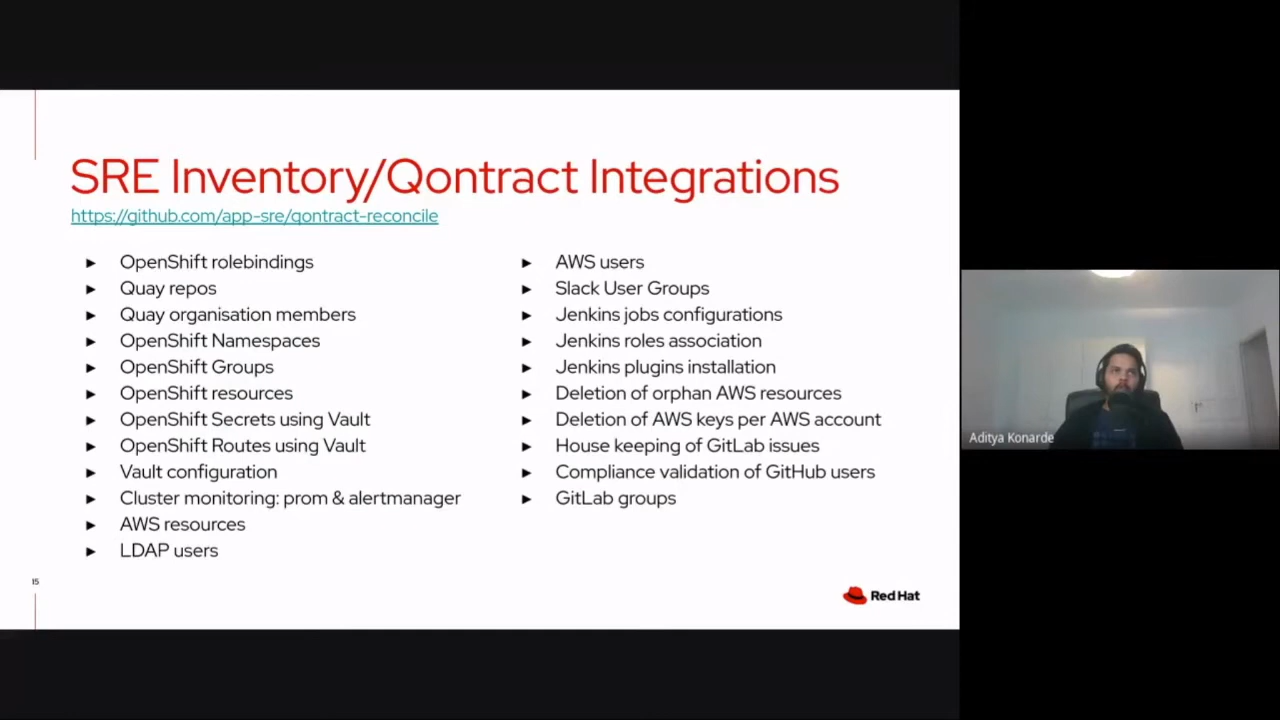 SRE Inventory/Qontract Integrations
https://github.com/app-sre/qontract-reconcile
► OpenShift rolebindings
► Quay repos
► Quay organisation members
► OpenShift Namespaces
► OpenShift Groups
► OpenShift resources
► OpenShift Secrets using Vault
► OpenShift Routes using Vault
► Vault configuration
► Cluster monitoring: prom & alertmanager
► AWS resources
► LDAP users
► AWS users
► Slack User Groups
► Jenkins jobs configurations
► Jenkins roles association
► Jenkins plugins installation
► Deletion of orphan AWS resources
► Deletion of AWS keys per AWS account
► House keeping of GitLab issues
► Compliance validation of GitHub users
► GitLab groups
15
Red Hat
Aditya Konarde